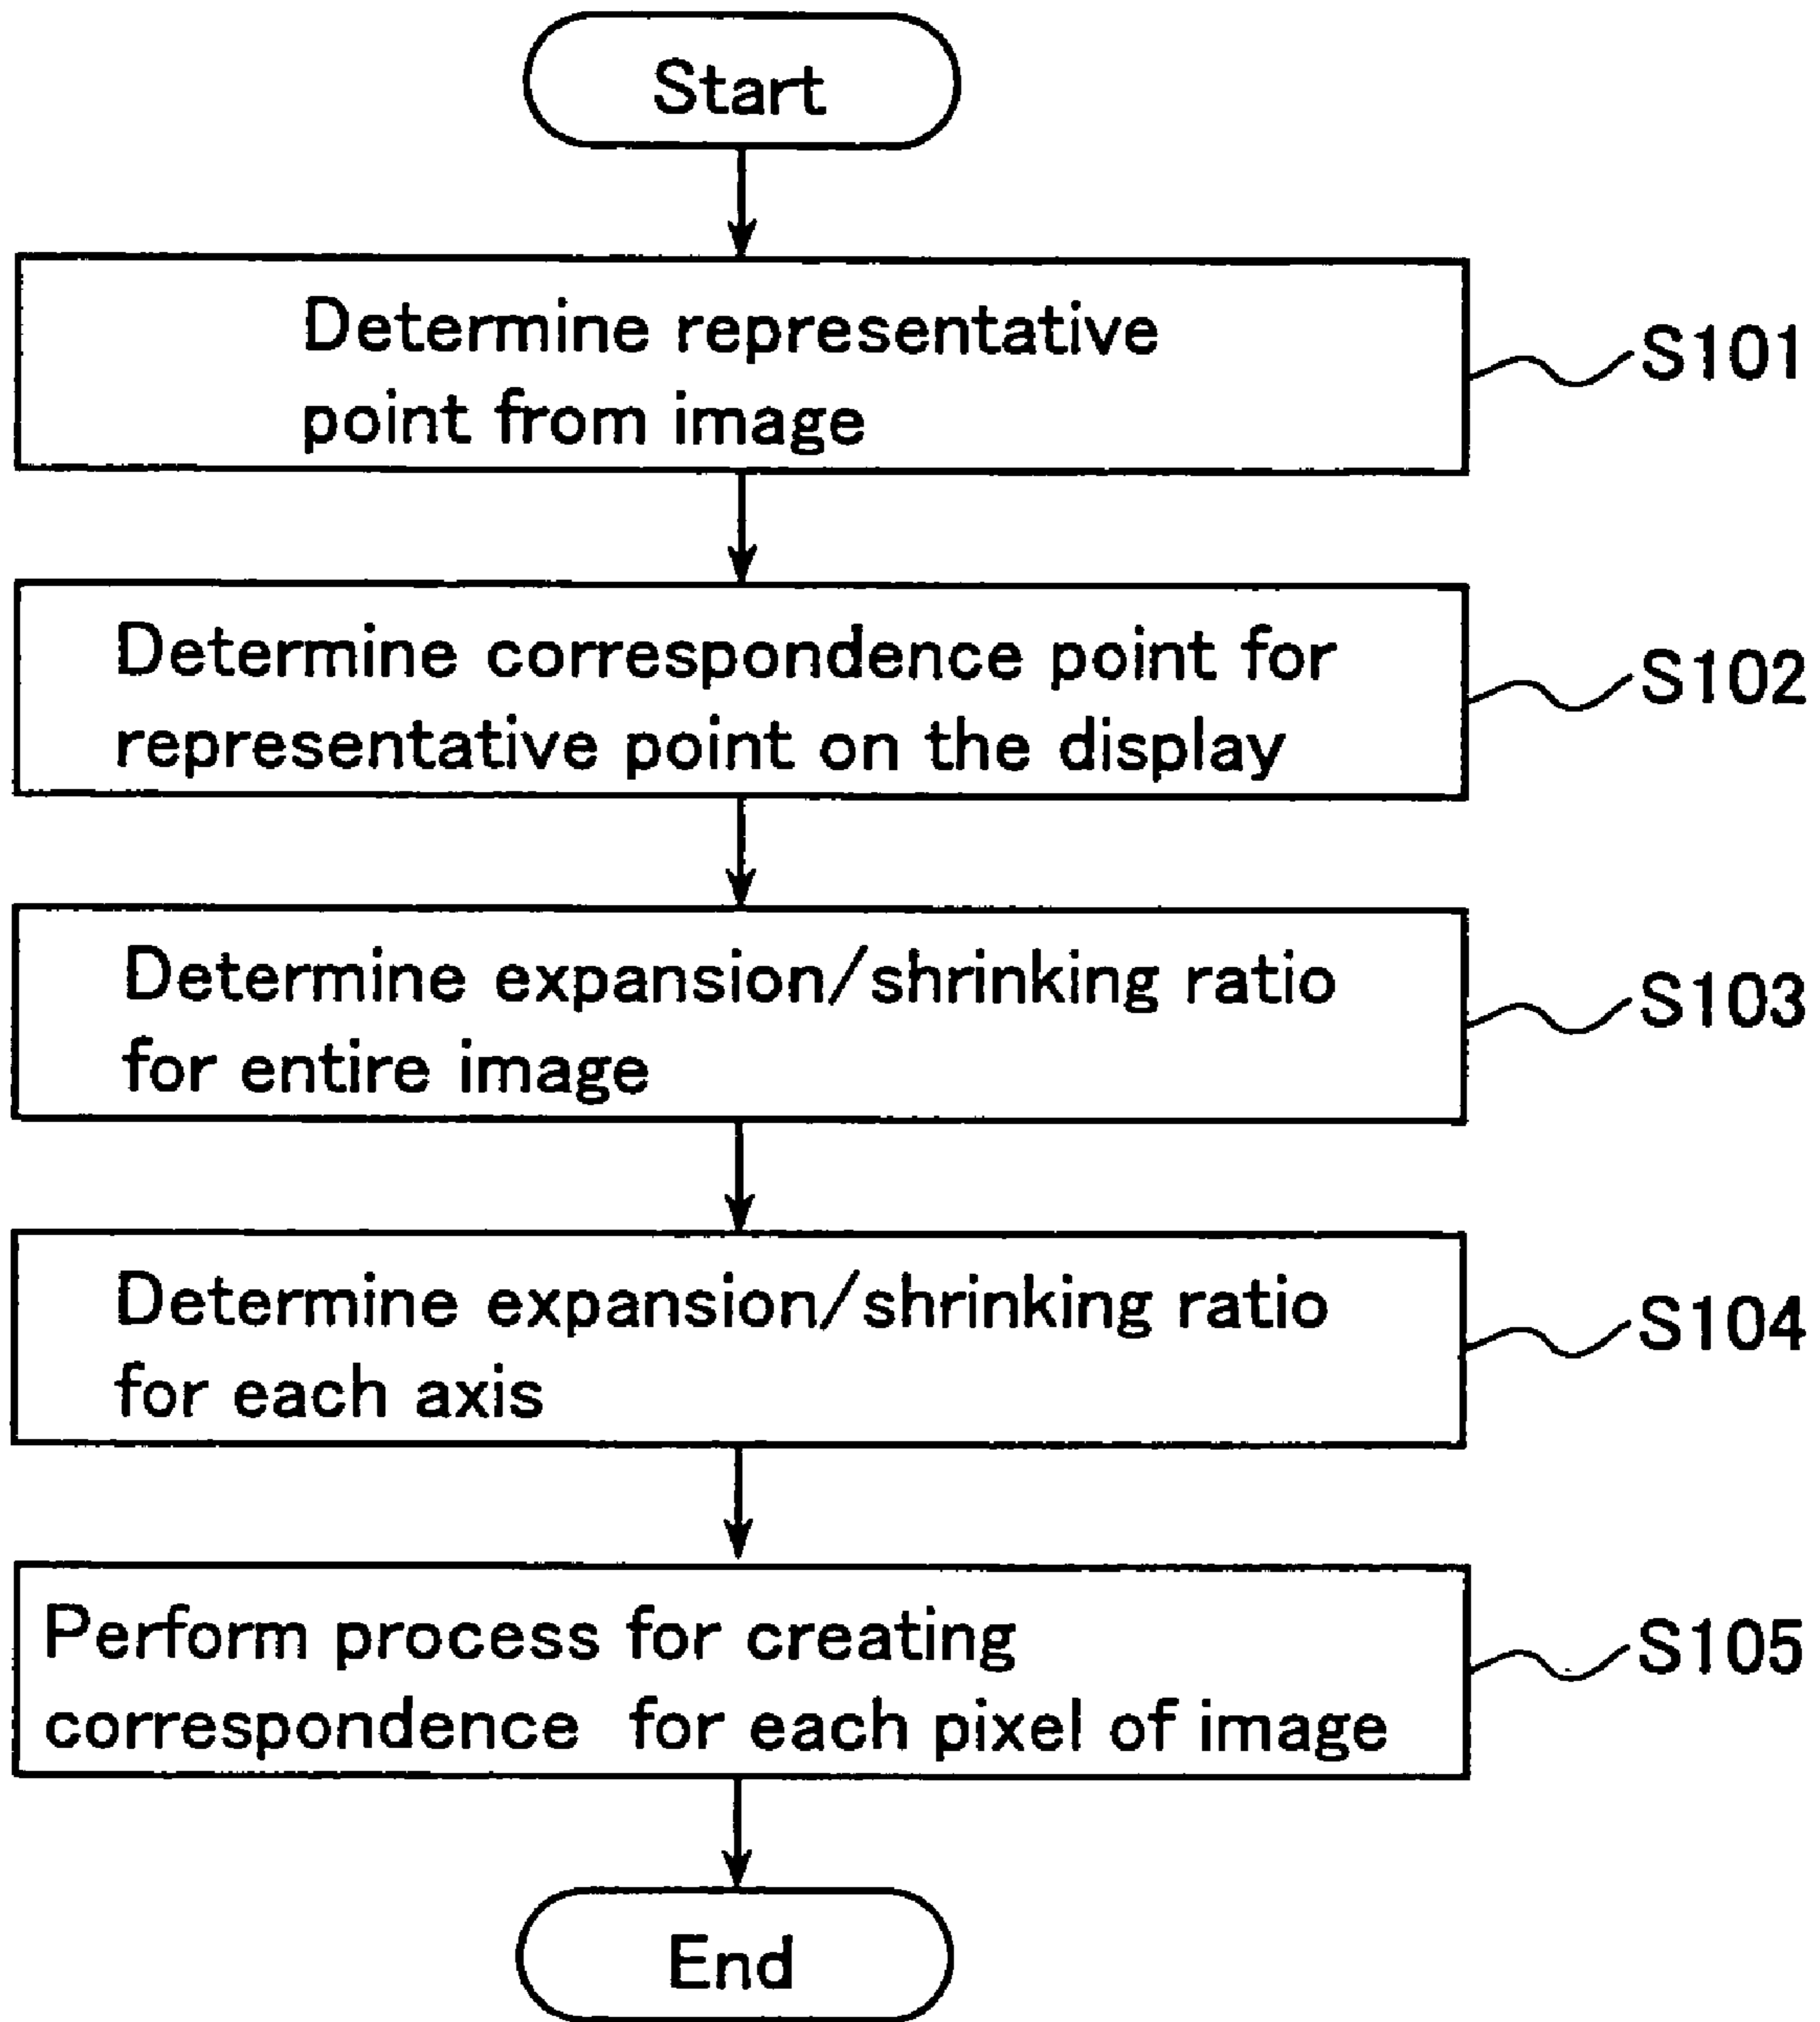 Start
Determine representative
point from image
S101
Determine correspondence point for
representative point on the display
S102
Determine expansion/shrinking ratio
for entire image
S103
Determine expansion/shrinking ratio
for each axis
S104
Perform process for creating
correspondence for each pixel of image
S105
End